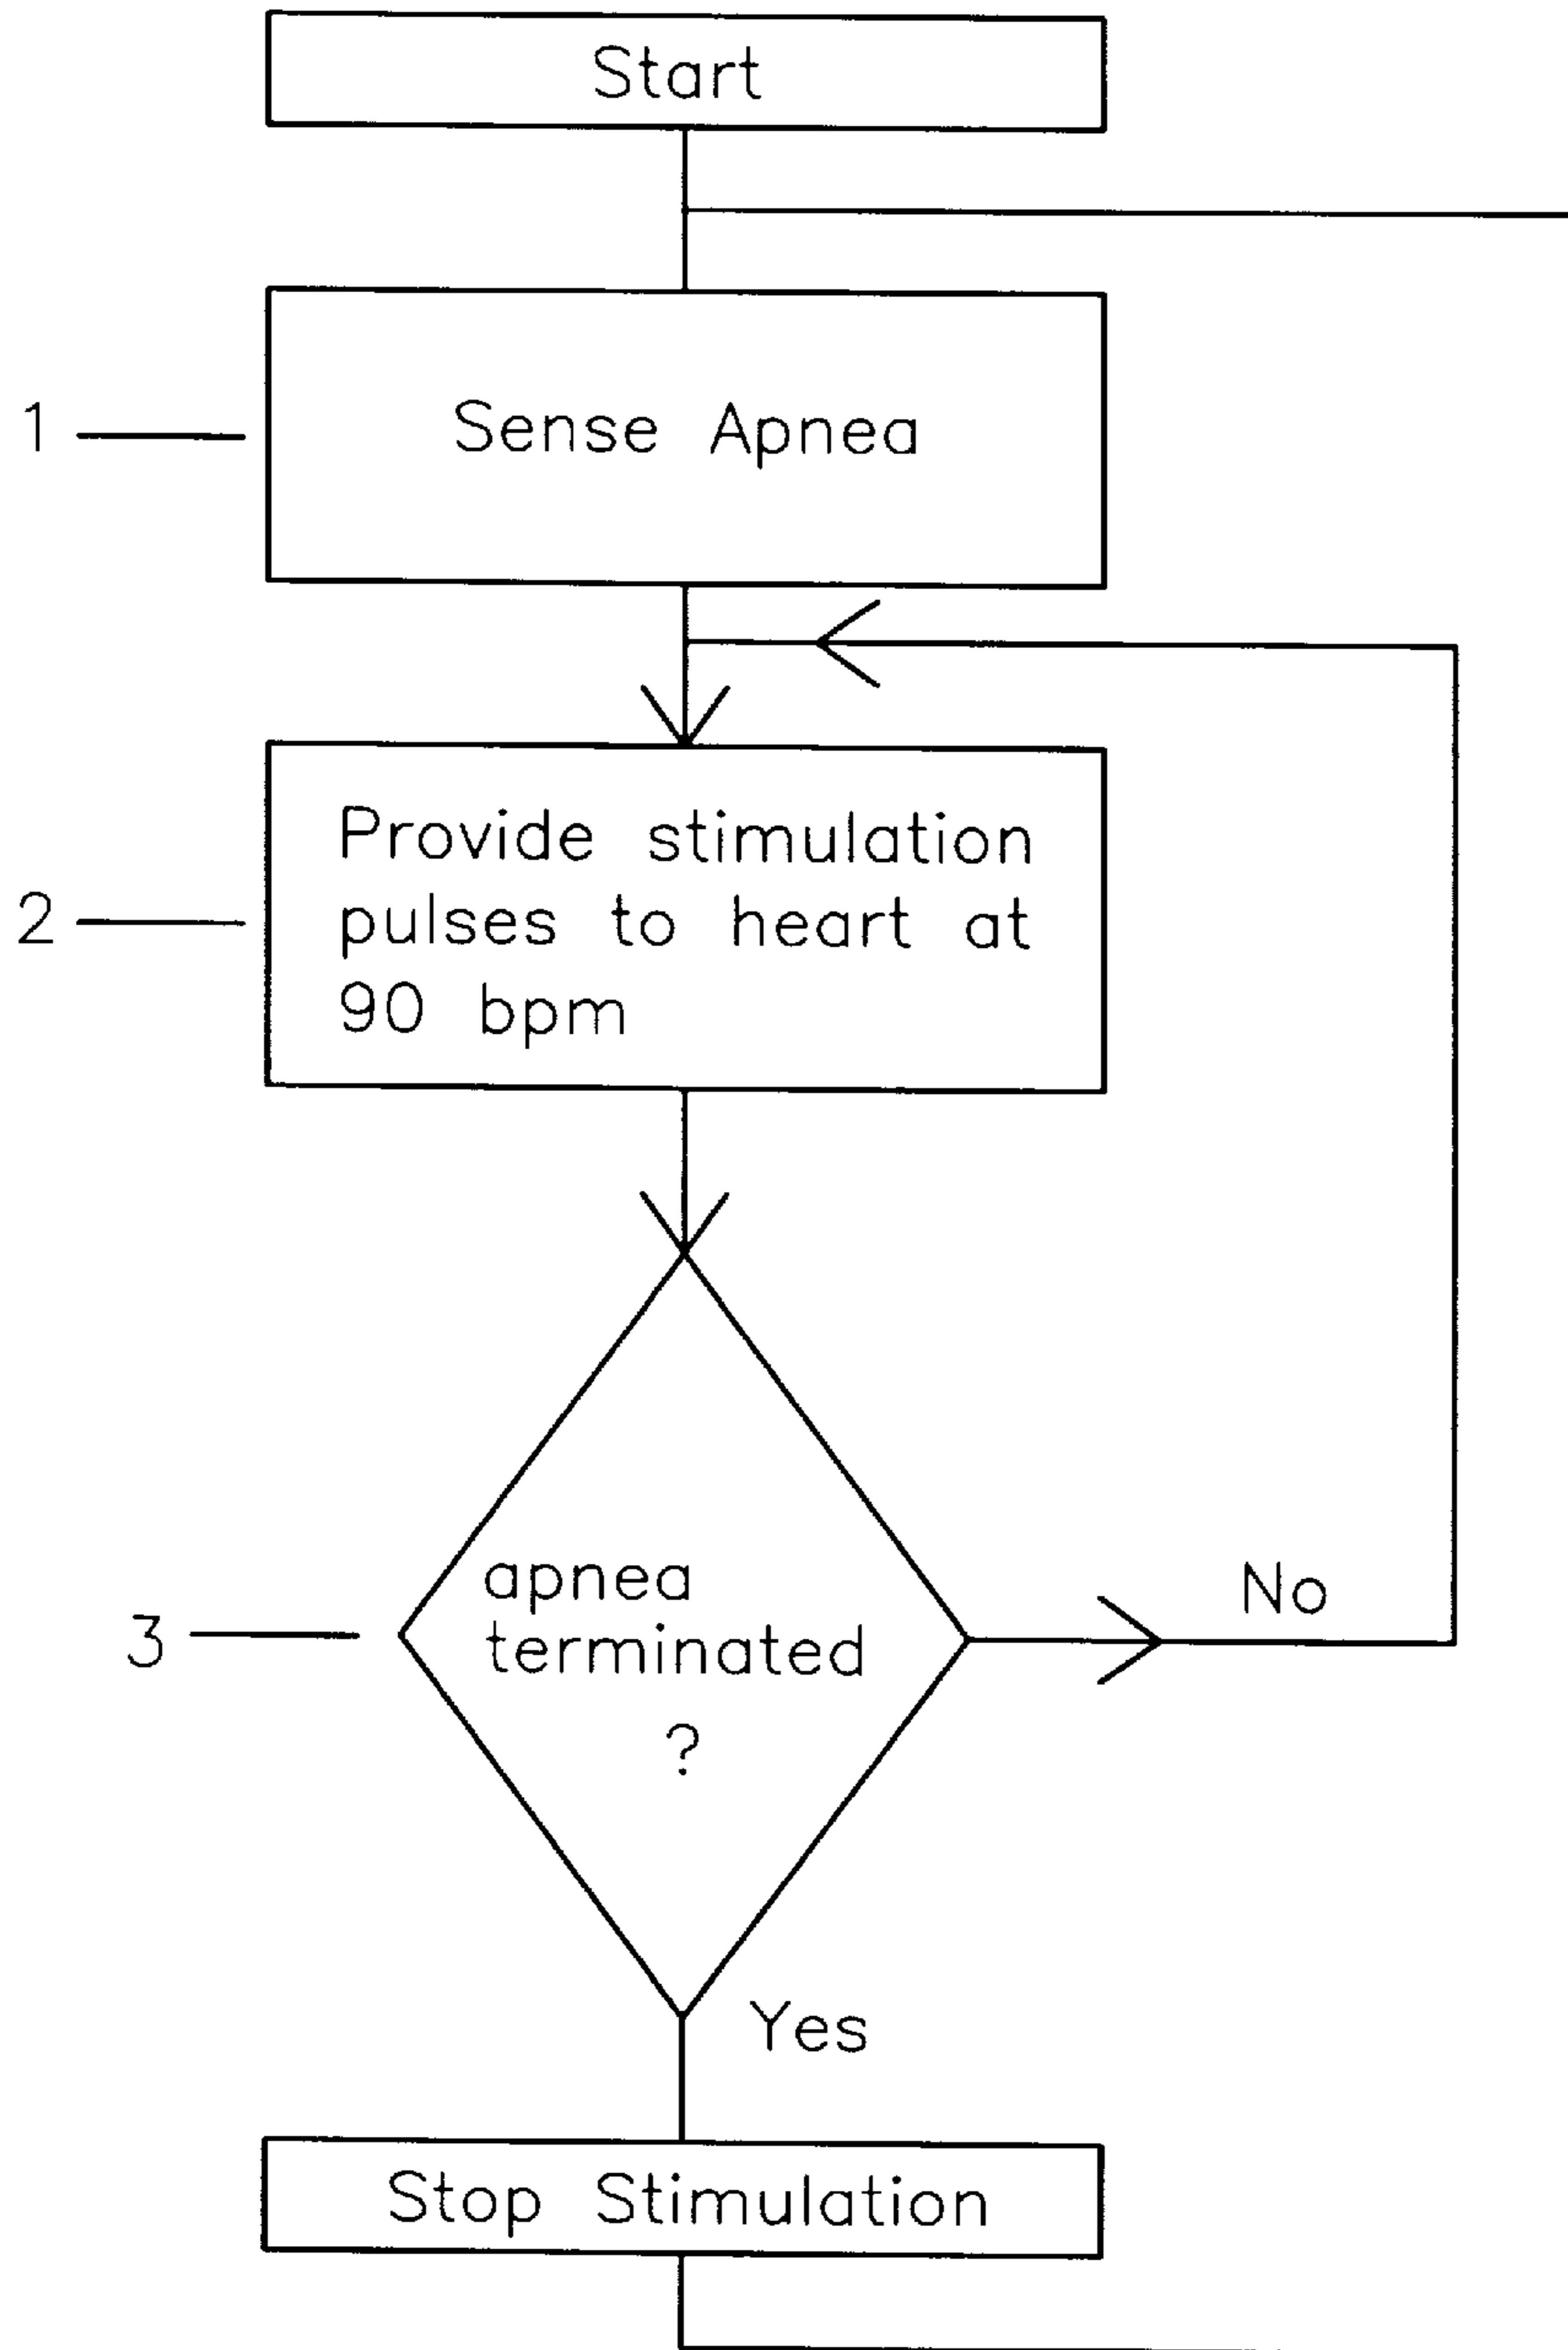 Start
1
Sense Apnea
2
Provide stimulation
pulses to heart at
90 bpm
3
apnea
terminated
?
No
Yes
Stop Stimulation